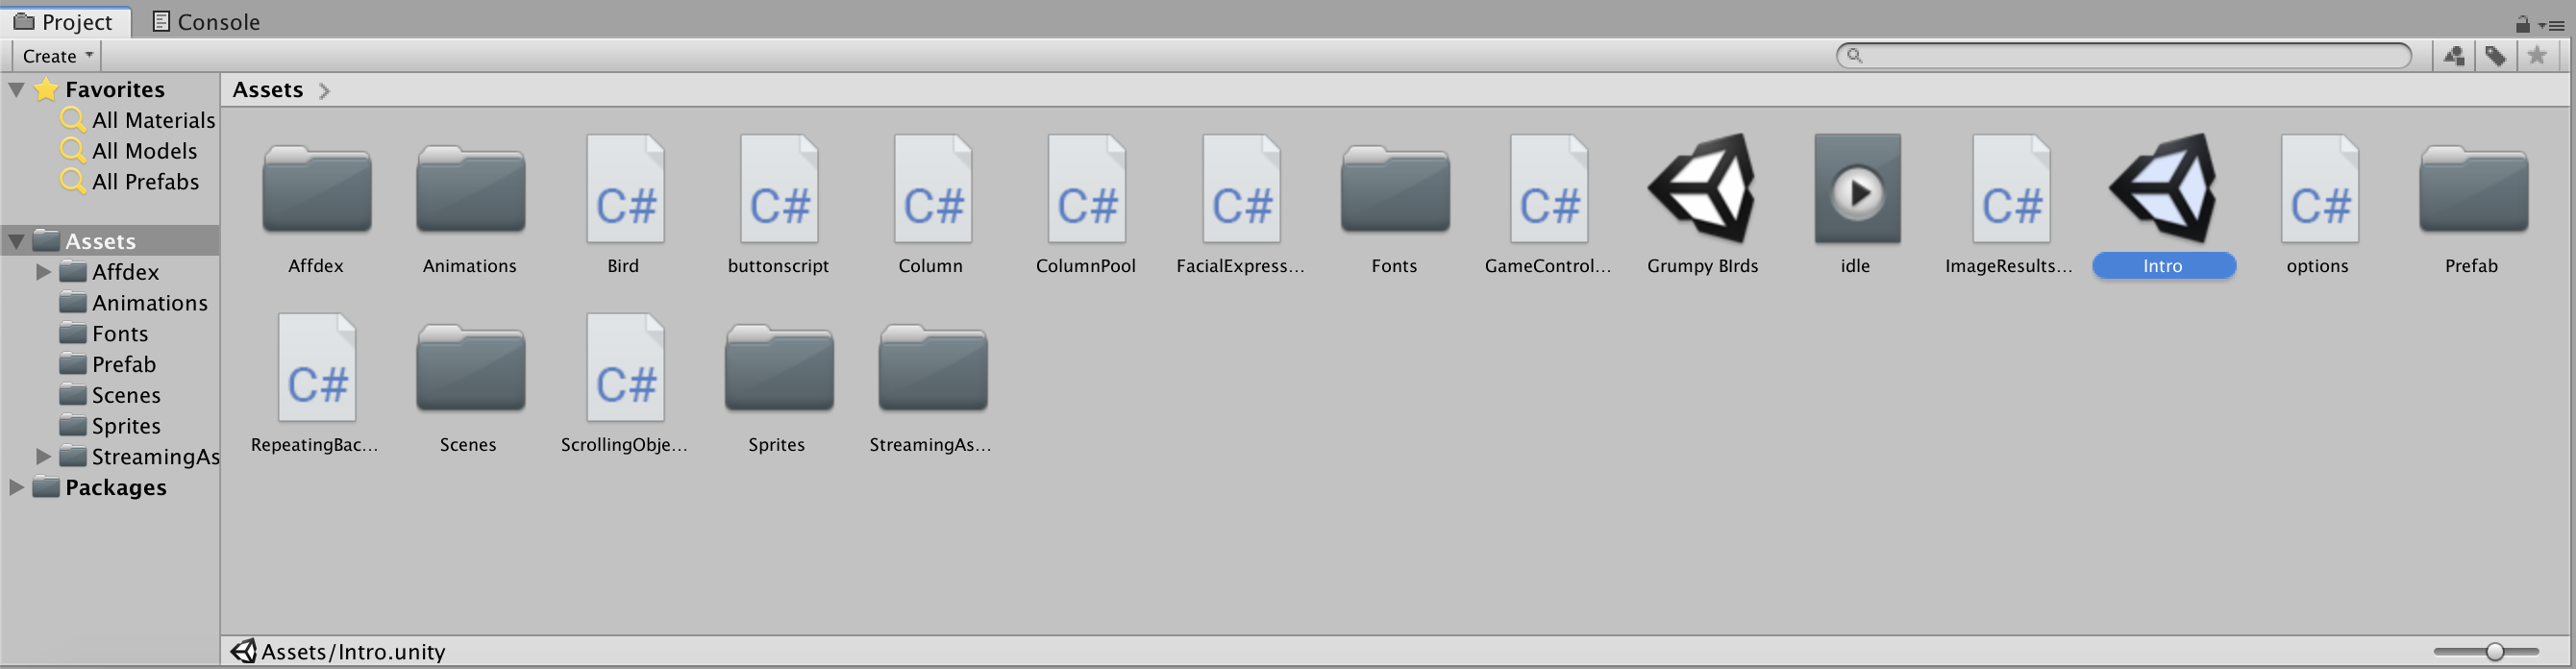 Project Console
Create
Favorites
All Materials
All Models
All Prefabs
Assets
Affdex
Animations
Fonts
Prefab
Scenes
Sprites
StreamingAs
Packages
Assets
Affdex Animations Bird buttonscript Column ColumnPool FacialExpress... Fonts GameControl... Grumpy BIrds idle ImageResults... Intro options Prefab
C# C# C# C# C# C# C# C#
RepeatingBac... Scenes ScrollingObje... Sprites StreamingAs...
C# C#
Assets/Intro.unity